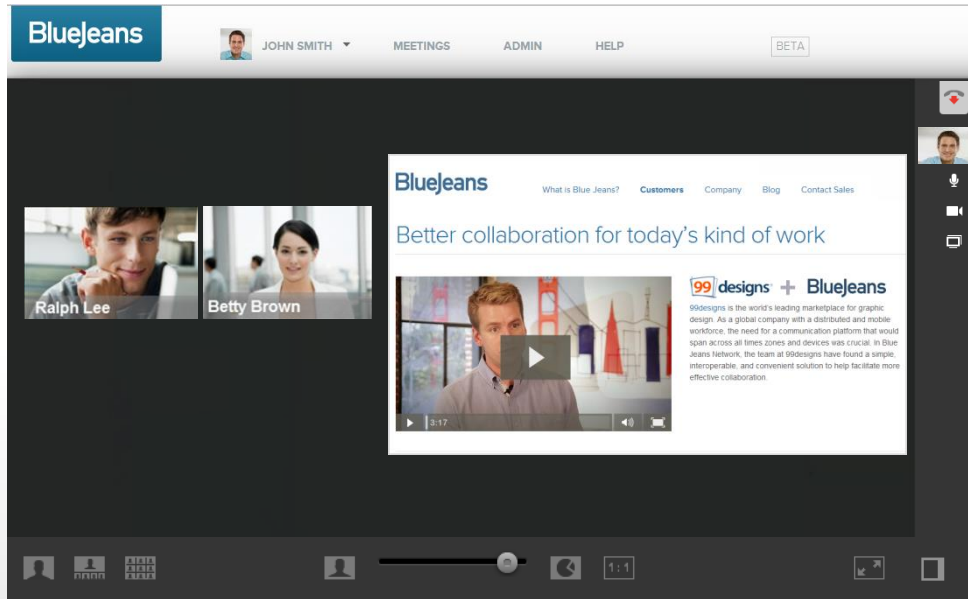 BlueJeans
JOHN SMITH MEETINGS ADMIN HELP BETA
BlueJeans
What is Blue Jeans? Customers Company Blog Contact Sales
Better collaboration for today's kind of work
Ralph Lee
Betty Brown
3:17
99designs + BlueJeans
99designs is the world's leading marketplace for graphic
design. As a global company with a distributed and mobile
workforce, the need for a communication platform that would
span across all times zones and devices was crucial. In Blue
Jeans Network, the team at 99designs have found a simple,
interoperable, and convenient solution to help facilitate more
effective collaboration.
1:1